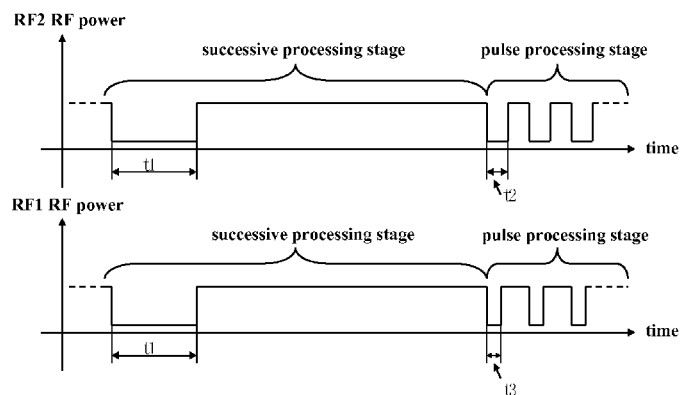 RF2 RF power
successive processing stage
pulse processing stage
time
t1
t2
RF1 RF power
successive processing stage
pulse processing stage
time
t1
t3